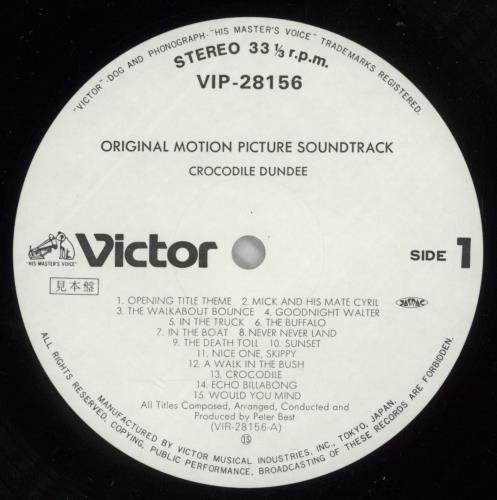 "VICTOR"-DOG AND PHONOGRAPH-"HIS MASTER'S VOICE" TRADEMARKS REGISTERED.
STEREO 33 1/3 r.p.m.
VIP-28156
ORIGINAL MOTION PICTURE SOUNDTRACK
CROCODILE DUNDEE
"HIS MASTER'S VOICE"
Victor
SIDE 1
見本盤
JASRAC
1. OPENING TITLE THEME 2. MICK AND HIS MATE CYRIL
3. THE WALKABOUT BOUNCE 4. GOODNIGHT WALTER
5. IN THE TRUCK 6. THE BUFFALO
7. IN THE BOAT 8. NEVER NEVER LAND
9. THE DEATH TOLL 10. SUNSET
11. NICE ONE, SKIPPY
12. A WALK IN THE BUSH
13. CROCODILE
14. ECHO BILLABONG
15. WOULD YOU MIND
All Titles Composed, Arranged, Conducted and
Produced by Peter Best
(VIR-28156-A)
15
MANUFACTURED BY VICTOR MUSICAL INDUSTRIES, INC., TOKYO, JAPAN.
ALL RIGHTS RESERVED. COPYING, PUBLIC PERFORMANCE, BROADCASTING OF THESE RECORDS ARE FORBIDDEN.